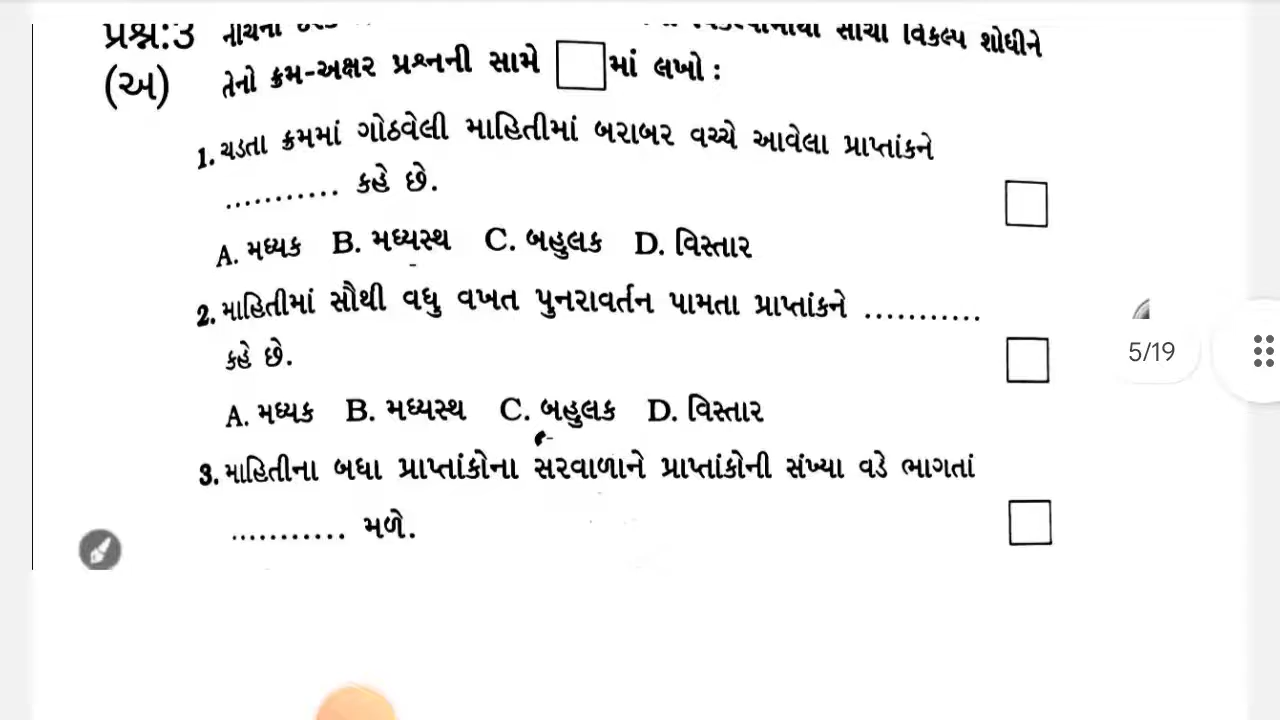 પ્રશ્ન:3 નીચેના સાચો વિકલ્પ શોધીને
(અ) તેનો ક્રમ-અક્ષર પ્રશ્નની સામે માં લખો :
1. ચડતા ક્રમમાં ગોઠવેલી માહિતીમાં બરાબર વચ્ચે આવેલા પ્રાપ્તાંકને
........... કહે છે.
A. મધ્યક B. મધ્યસ્થ C. બહુલક D. વિસ્તાર
2. માહિતીમાં સૌથી વધુ વખત પુનરાવર્તન પામતા પ્રાપ્તાંકને ...........
કહે છે.
5/19
A. મધ્યક B. મધ્યસ્થ C. બહુલક D. વિસ્તાર
3. માહિતીના બધા પ્રાપ્તાંકોના સરવાળાને પ્રાપ્તાંકોની સંખ્યા વડે ભાગતાં
........... મળે.